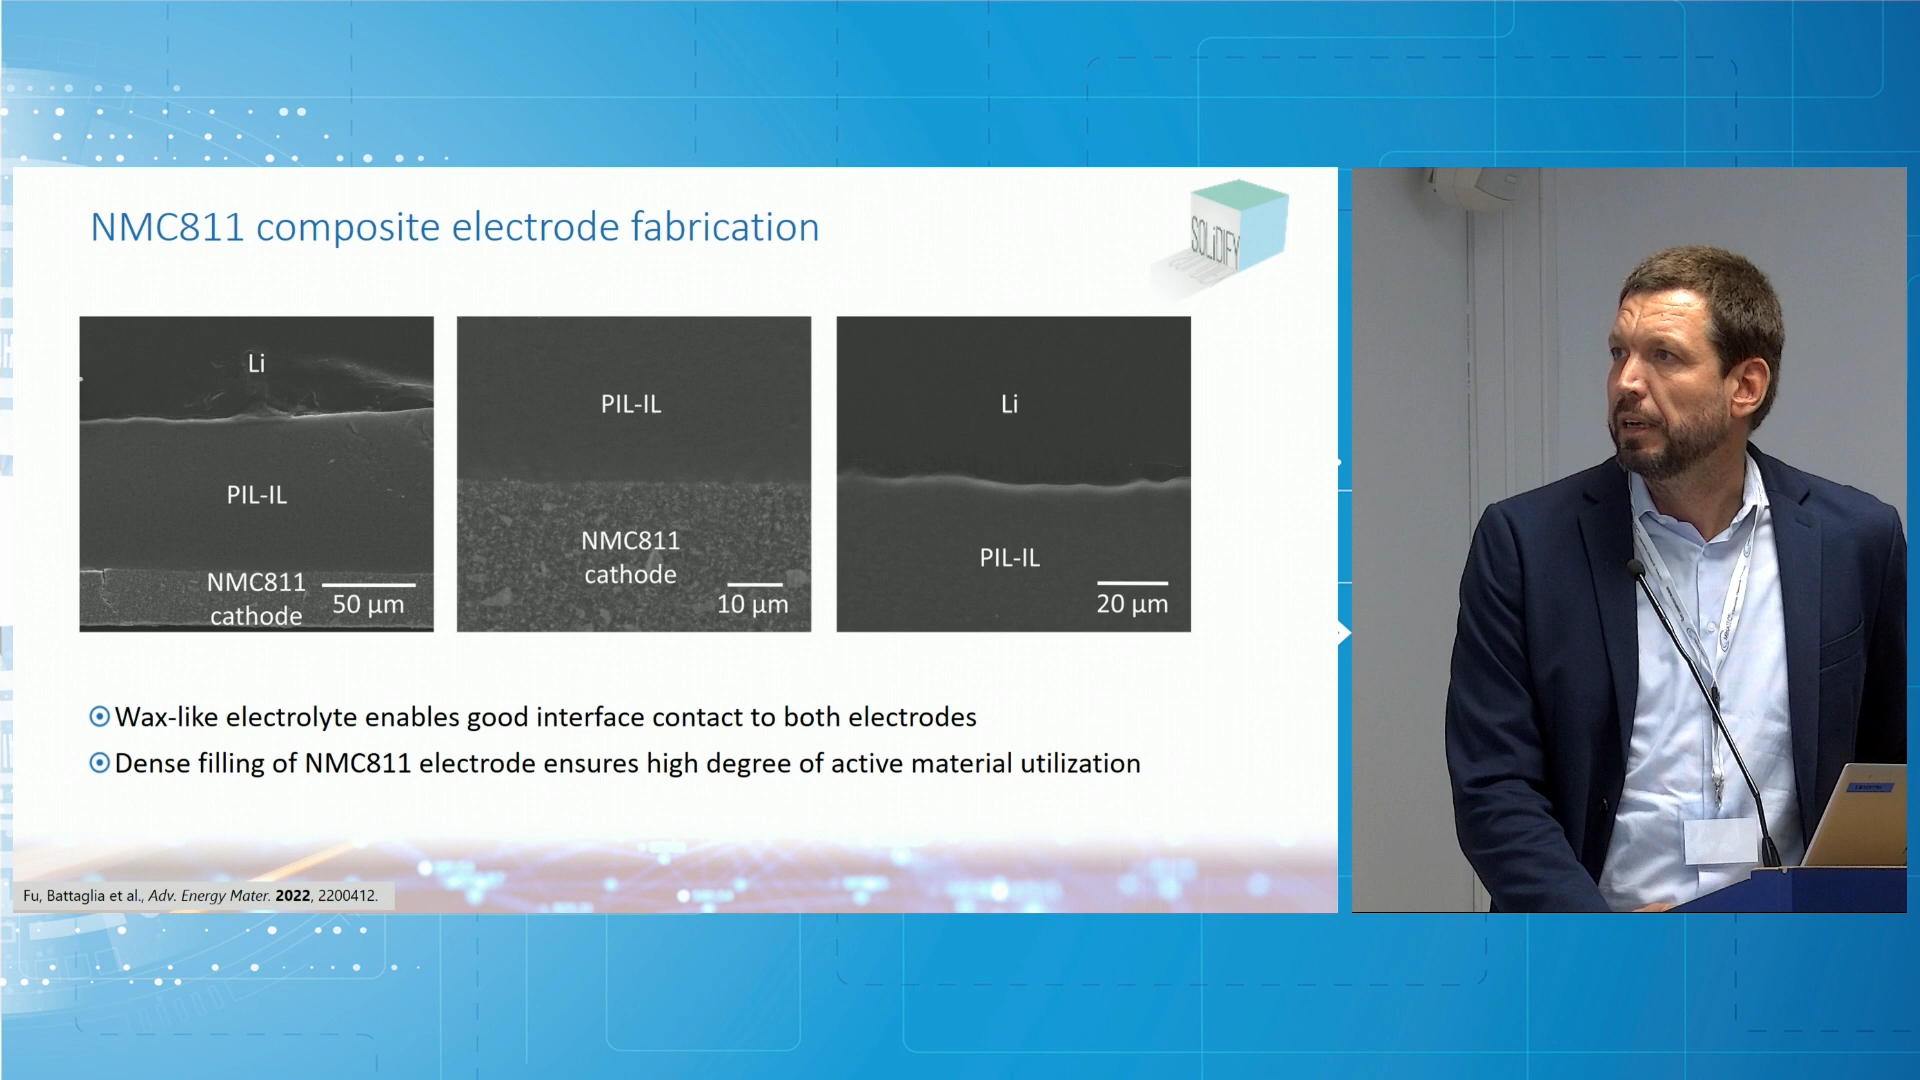 NMC811 composite electrode fabrication
SOLiDIFY
Li
PIL-IL
NMC811
cathode
50 µm
PIL-IL
NMC811
cathode
10 µm
Li
PIL-IL
20 µm
Wax-like electrolyte enables good interface contact to both electrodes
Dense filling of NMC811 electrode ensures high degree of active material utilization
Fu, Battaglia et al., Adv. Energy Mater. 2022, 2200412.